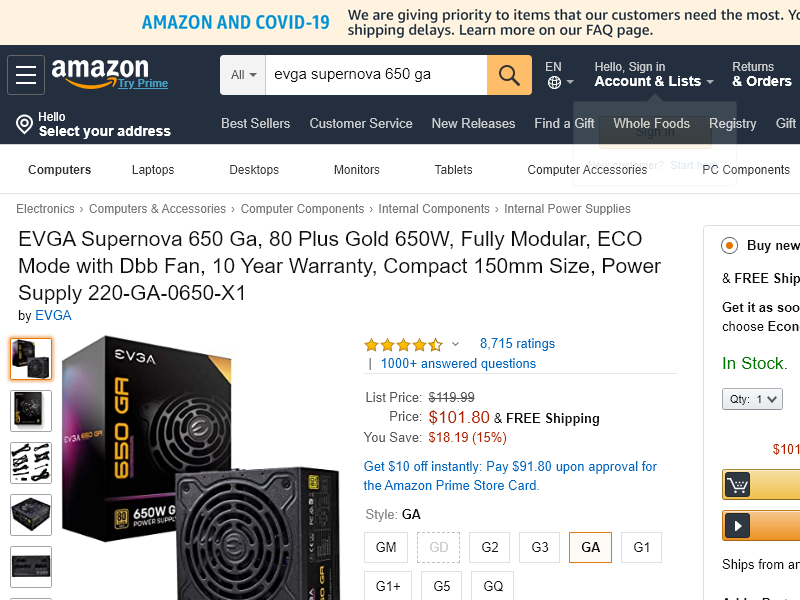 AMAZON AND COVID-19
We are giving priority to items that our customers need the most.
shipping delays. Learn more on our FAQ page.
amazon
Try Prime
All
evga supernova 650 ga
EN
Hello, Sign in
Account & Lists
Returns
& Orders
Hello
Select your address
Best Sellers
Customer Service
New Releases
Find a Gift
Whole Foods
Registry
Gift
Sign in
New customer? Start here.
Computers
Laptops
Desktops
Monitors
Tablets
Computer Accessories
PC Components
Electronics › Computers & Accessories › Computer Components › Internal Components › Internal Power Supplies
EVGA Supernova 650 Ga, 80 Plus Gold 650W, Fully Modular, ECO
Mode with Dbb Fan, 10 Year Warranty, Compact 150mm Size, Power
Supply 220-GA-0650-X1
by EVGA
8,715 ratings
| 1000+ answered questions
List Price: $119.99
Price: $101.80 & FREE Shipping
You Save: $18.19 (15%)
Get $10 off instantly: Pay $91.80 upon approval for
the Amazon Prime Store Card.
Style: GA
GM
GD
G2
G3
GA
G1
G1+
G5
GQ
EVGA
650 GA
EVGA 650 GA
650W G
POWER SUPPL
Buy new
& FREE Ship
Get it as soo
choose Econ
In Stock.
Qty: 1
$101
Ships from an